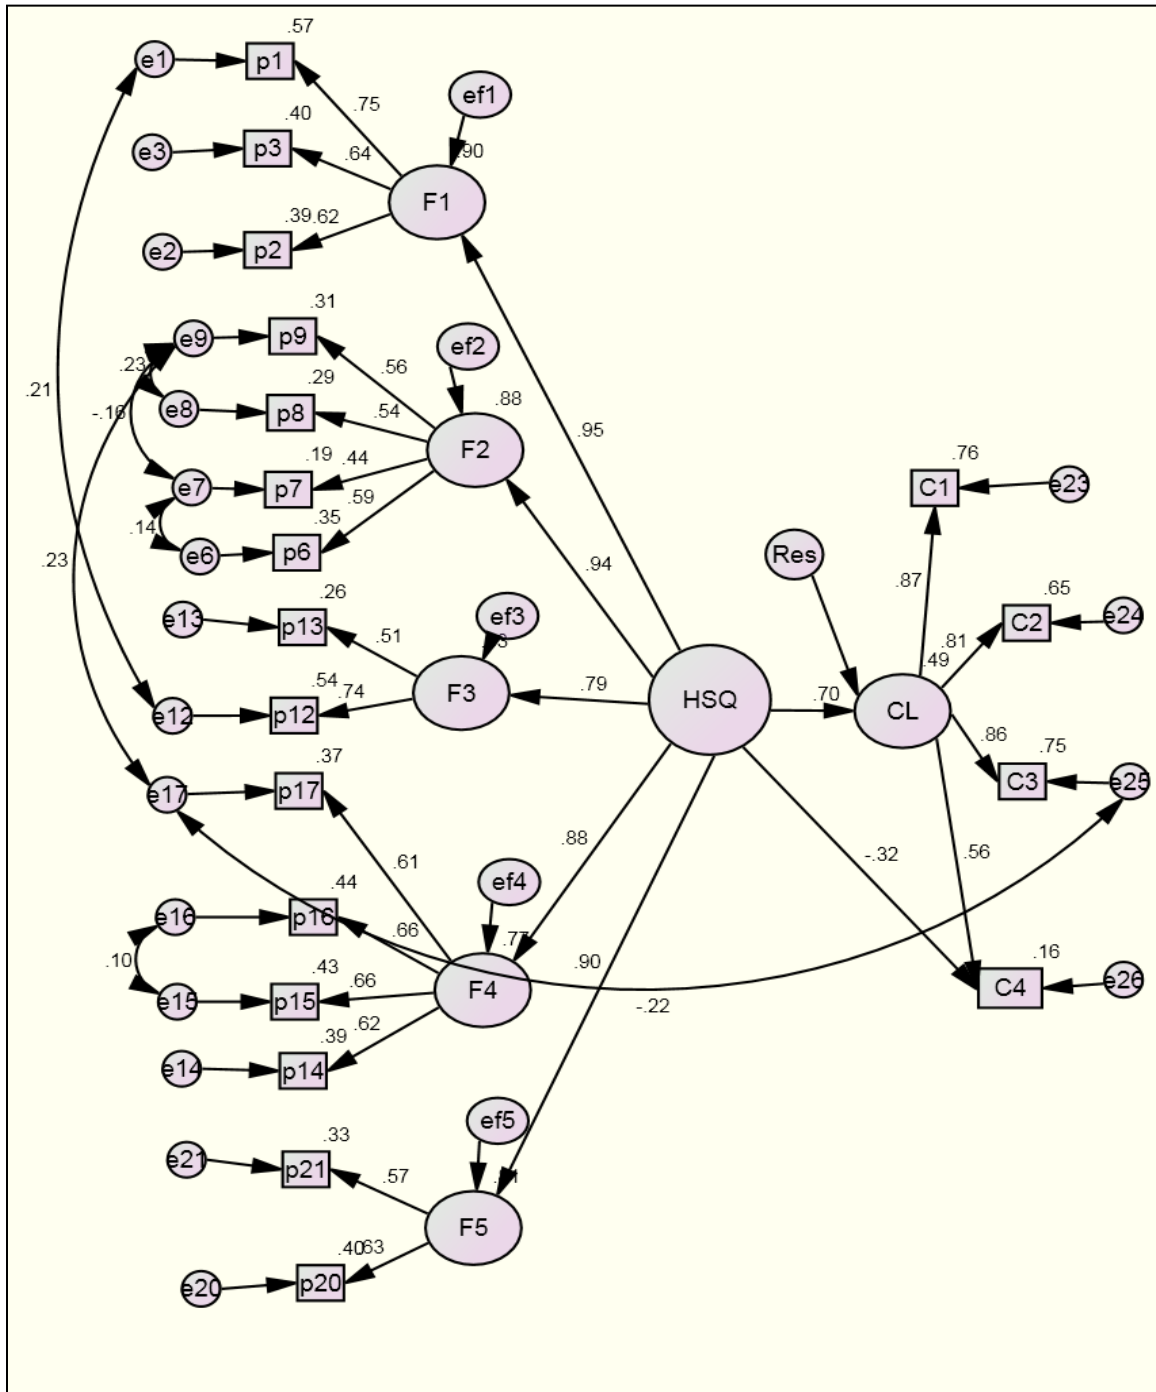 .57
e1 p1
ef1
.75
.40
e3 p3 .64
.90
F1
.39 .62
e2 p2
.31
e9 p9
ef2
.23 .56
.29
.21 -.16 e8 p8 .54 .88
.95
F2
.19 .44
e7 p7 .59
.76
C1 e23
.35
.14 e6 p6
Res
.23 .94
.87
.26
e13 p13
ef3
.65
C2 e24
.51
.81
.49
.54 .74
F3 .79 HSQ .70 CL
e12 p12
.86 .75
.37
e17 p17
C3 e25
.88 -.32 .56
.61
.44
ef4
e16 p16 .66
.77
.10 .43 .66
.90 .16
e15 p15 F4
C4 e26
.39 .62
-.22
e14 p14
ef5
.33
e21 p21 .57
F5
.40 .63
e20 p20